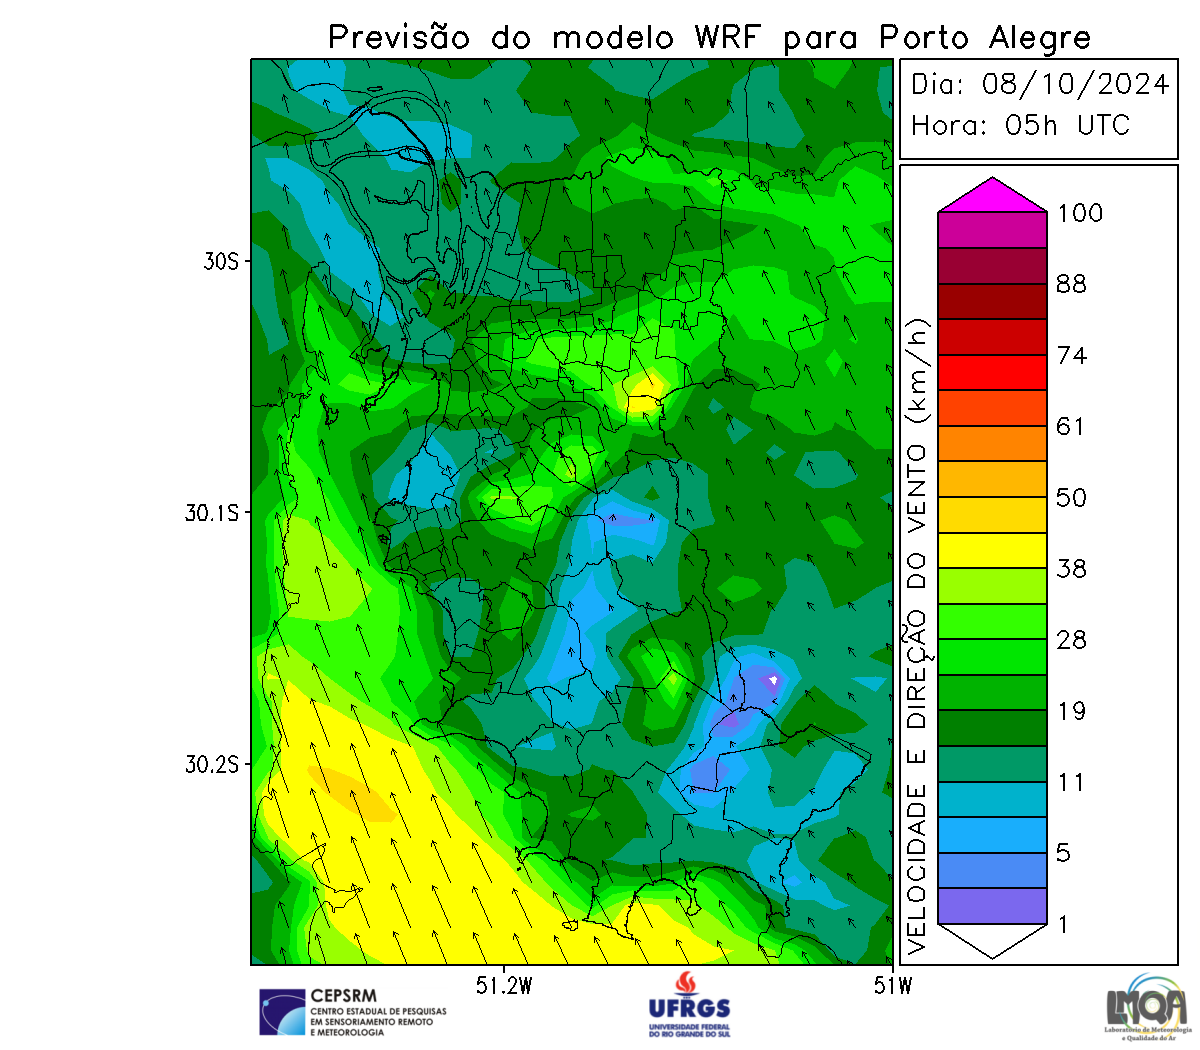 Previsão do modelo WRF para Porto Alegre
Dia: 08/10/2024
Hora: 05h UTC
100
88
74
61
50
38
28
19
11
5
1
VELOCIDADE E DIREÇÃO DO VENTO (km/h)
30S
30.1S
30.2S
51.2W
51W
CEPSRM
CENTRO ESTADUAL DE PESQUISAS
EM SENSORIAMENTO REMOTO
E METEOROLOGIA
UFRGS
UNIVERSIDADE FEDERAL
DO RIO GRANDE DO SUL
LMQA
Laboratório de Meteorologia
e Qualidade do Ar